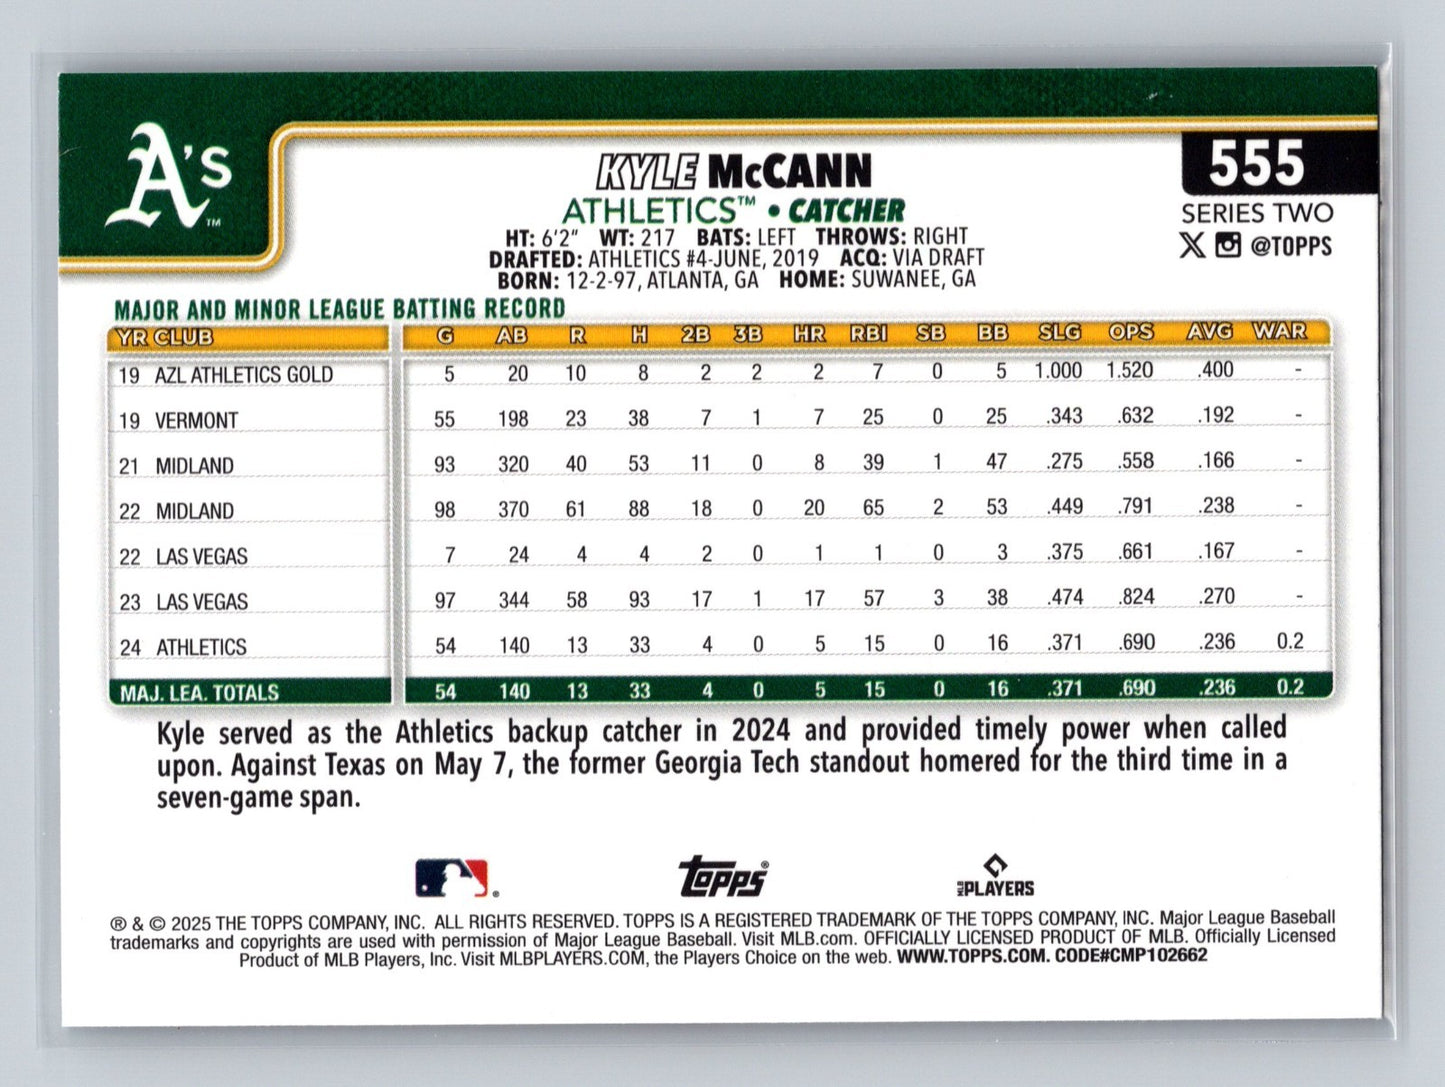 A's™
555
KYLE McCANN
SERIES TWO
ATHLETICS™ • CATCHER
@TOPPS
HT: 6'2" WT: 217 BATS: LEFT THROWS: RIGHT
DRAFTED: ATHLETICS #4-JUNE, 2019 ACQ: VIA DRAFT
BORN: 12-2-97, ATLANTA, GA HOME: SUWANEE, GA
MAJOR AND MINOR LEAGUE BATTING RECORD
YR CLUB G AB R H 2B 3B HR RBI SB BB SLG OPS AVG WAR
19 AZL ATHLETICS GOLD 5 20 10 8 2 2 2 7 0 5 1.000 1.520 .400 -
19 VERMONT 55 198 23 38 7 1 7 25 0 25 .343 .632 .192 -
21 MIDLAND 93 320 40 53 11 0 8 39 1 47 .275 .558 .166 -
22 MIDLAND 98 370 61 88 18 0 20 65 2 53 .449 .791 .238 -
22 LAS VEGAS 7 24 4 4 2 0 1 1 0 3 .375 .661 .167 -
23 LAS VEGAS 97 344 58 93 17 1 17 57 3 38 .474 .824 .270 -
24 ATHLETICS 54 140 13 33 4 0 5 15 0 16 .371 .690 .236 0.2
MAJ. LEA. TOTALS 54 140 13 33 4 0 5 15 0 16 .371 .690 .236 0.2
Kyle served as the Athletics backup catcher in 2024 and provided timely power when called
upon. Against Texas on May 7, the former Georgia Tech standout homered for the third time in a
seven-game span.
Topps®
MLB PLAYERS
® & © 2025 THE TOPPS COMPANY, INC. ALL RIGHTS RESERVED. TOPPS IS A REGISTERED TRADEMARK OF THE TOPPS COMPANY, INC. Major League Baseball
trademarks and copyrights are used with permission of Major League Baseball. Visit MLB.com. OFFICIALLY LICENSED PRODUCT OF MLB. Officially Licensed
Product of MLB Players, Inc. Visit MLBPLAYERS.COM, the Players Choice on the web. WWW.TOPPS.COM. CODE#CMP102662